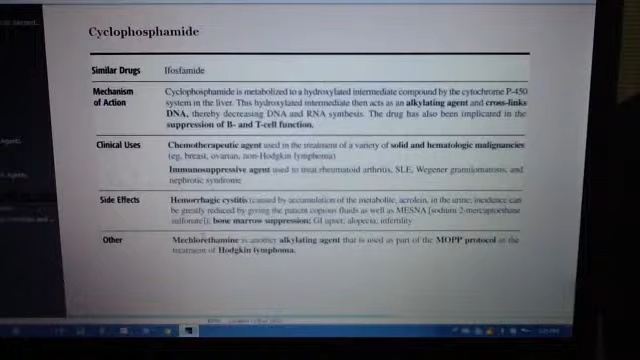 Cyclophosphamide
Similar Drugs Ifosfamide
Mechanism of Action Cyclophosphamide is metabolized to a hydroxylated intermediate compound by the cytochrome P-450
system in the liver. This hydroxylated intermediate then acts as an alkylating agent and cross-links
DNA, thereby decreasing DNA and RNA synthesis. The drug has also been implicated in the
suppression of B- and T-cell function.
Clinical Uses Chemotherapeutic agent used in the treatment of a variety of solid and hematologic malignancies
(eg, breast, ovarian, non-Hodgkin lymphoma)
Immunosuppressive agent used to treat rheumatoid arthritis, SLE, Wegener granulomatosis, and
nephrotic syndrome
Side Effects Hemorrhagic cystitis (caused by accumulation of the metabolite, acrolein, in the urine; incidence can
be greatly reduced by giving the patient copious fluids as well as MESNA [sodium 2-mercaptoethane
sulfonate]); bone marrow suppression; GI upset; alopecia; infertility
Other Mechlorethamine is another alkylating agent that is used as part of the MOPP protocol in the
treatment of Hodgkin lymphoma.